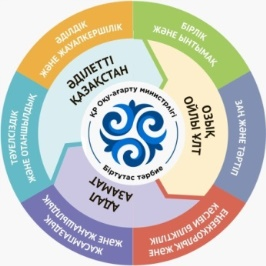 ҚР оқу-ағарту министрлігі
Біртұтас тәрбие
ӘДІЛЕТТІ
ҚАЗАҚСТАН
ОЗЫҚ
ОЙЛЫ ҰЛТ
АДАЛ
АЗАМАТ
ӘДІЛДІК
ЖӘНЕ ЖАУАПКЕРШІЛІК
БІРЛІК
ЖӘНЕ ЫНТЫМАҚ
ЗАҢ ЖӘНЕ ТӘРТІП
ЕҢБЕКҚОРЛЫҚ ЖӘНЕ
КӘСІБИ БІЛІКТІЛІК
ЖАСАМПАЗДЫҚ
ЖӘНЕ ЖАҢАШЫЛДЫҚ
ТӘУЕЛСІЗДІК
ЖӘНЕ ОТАНШЫЛДЫҚ